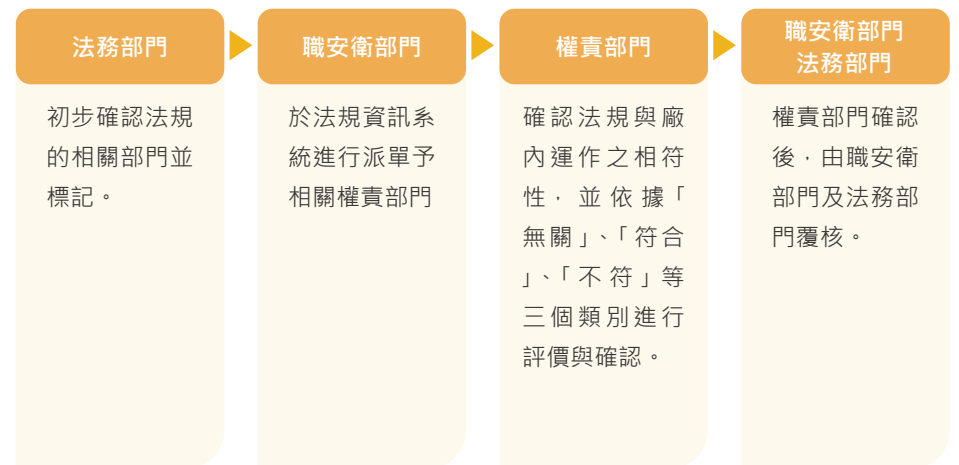 法務部門
初步確認法規
的相關部門並
標記。
職安衛部門
於法規資訊系
統進行派單予
相關權責部門
權責部門
確認法規與廠
內運作之相符
性，並依據「
無關」、「符合
」、「不符」等
三個類別進行
評價與確認。
職安衛部門
法務部門
權責部門確認
後，由職安衛
部門及法務部
門覆核。